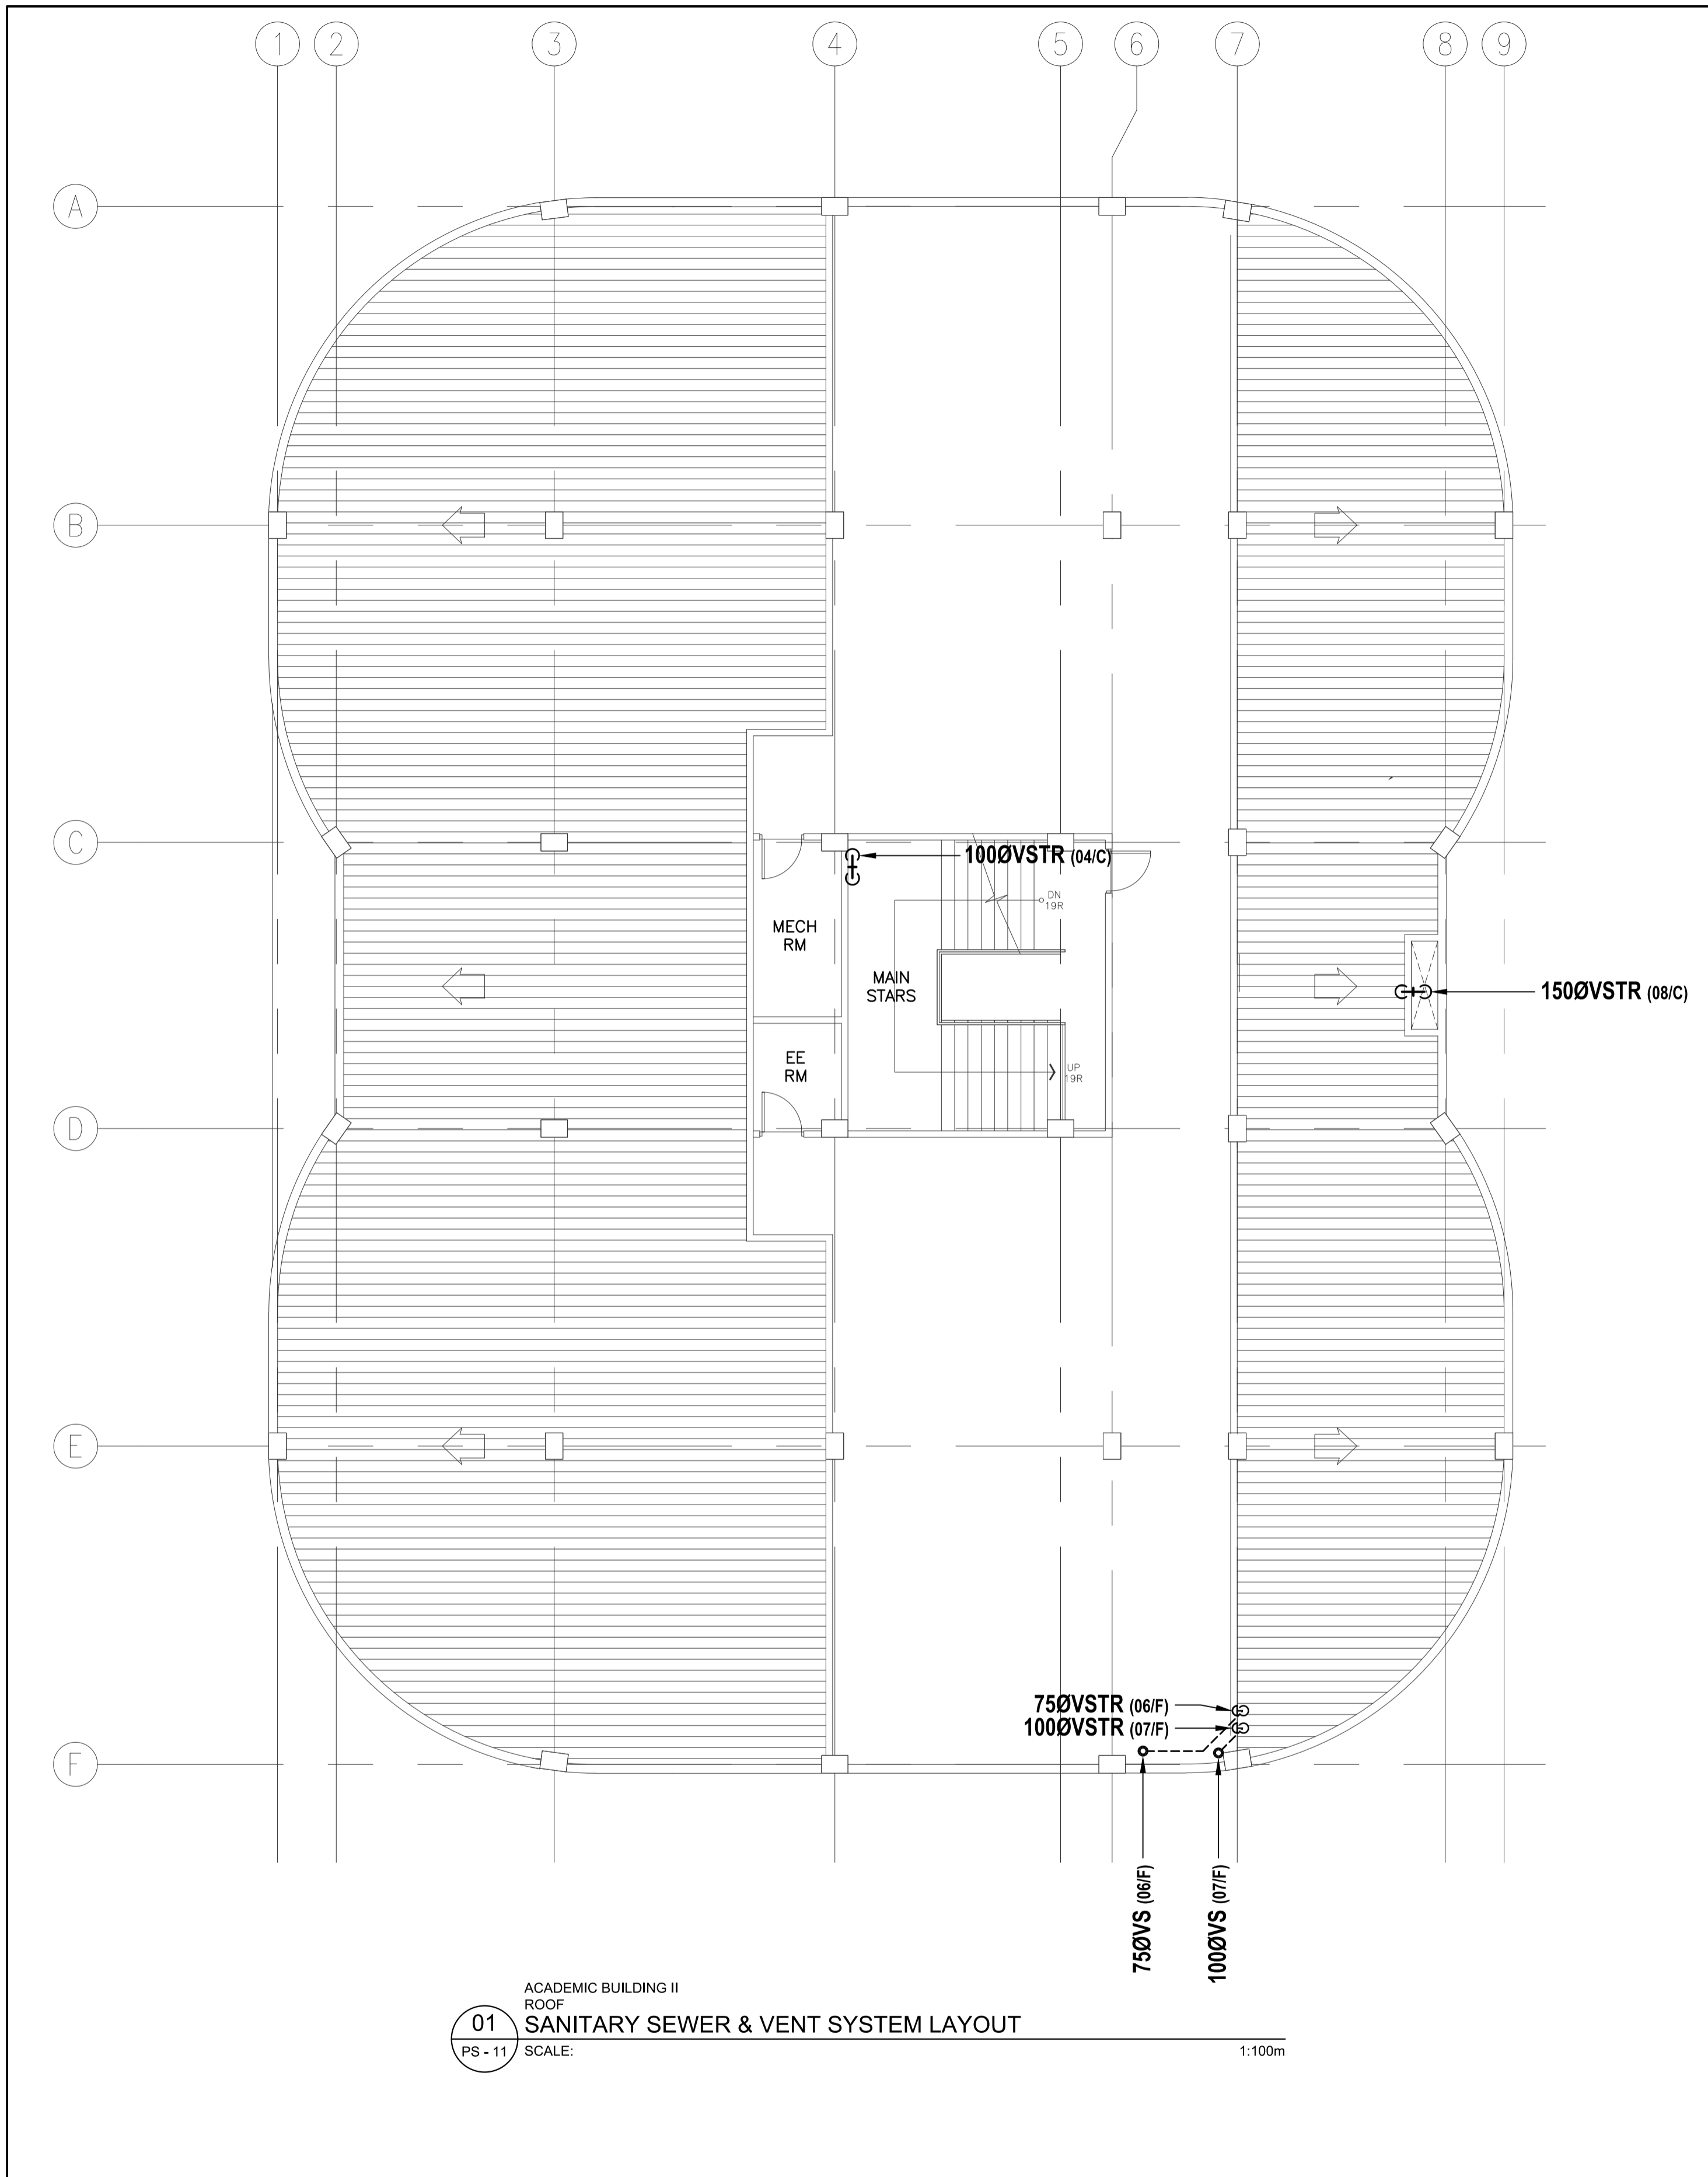 1 2 3 4 5 6 7 8 9
A
B
C
100ØVSTR (04/C)
DN
19R
MECH
RM
MAIN
STARS
150ØVSTR (08/C)
EE
RM
UP
19R
D
E
75ØVSTR (06/F)
100ØVSTR (07/F)
F
75ØVS (06/F)
100ØVS (07/F)
ACADEMIC BUILDING II
ROOF
01 SANITARY SEWER & VENT SYSTEM LAYOUT
PS - 11 SCALE: 1:100m